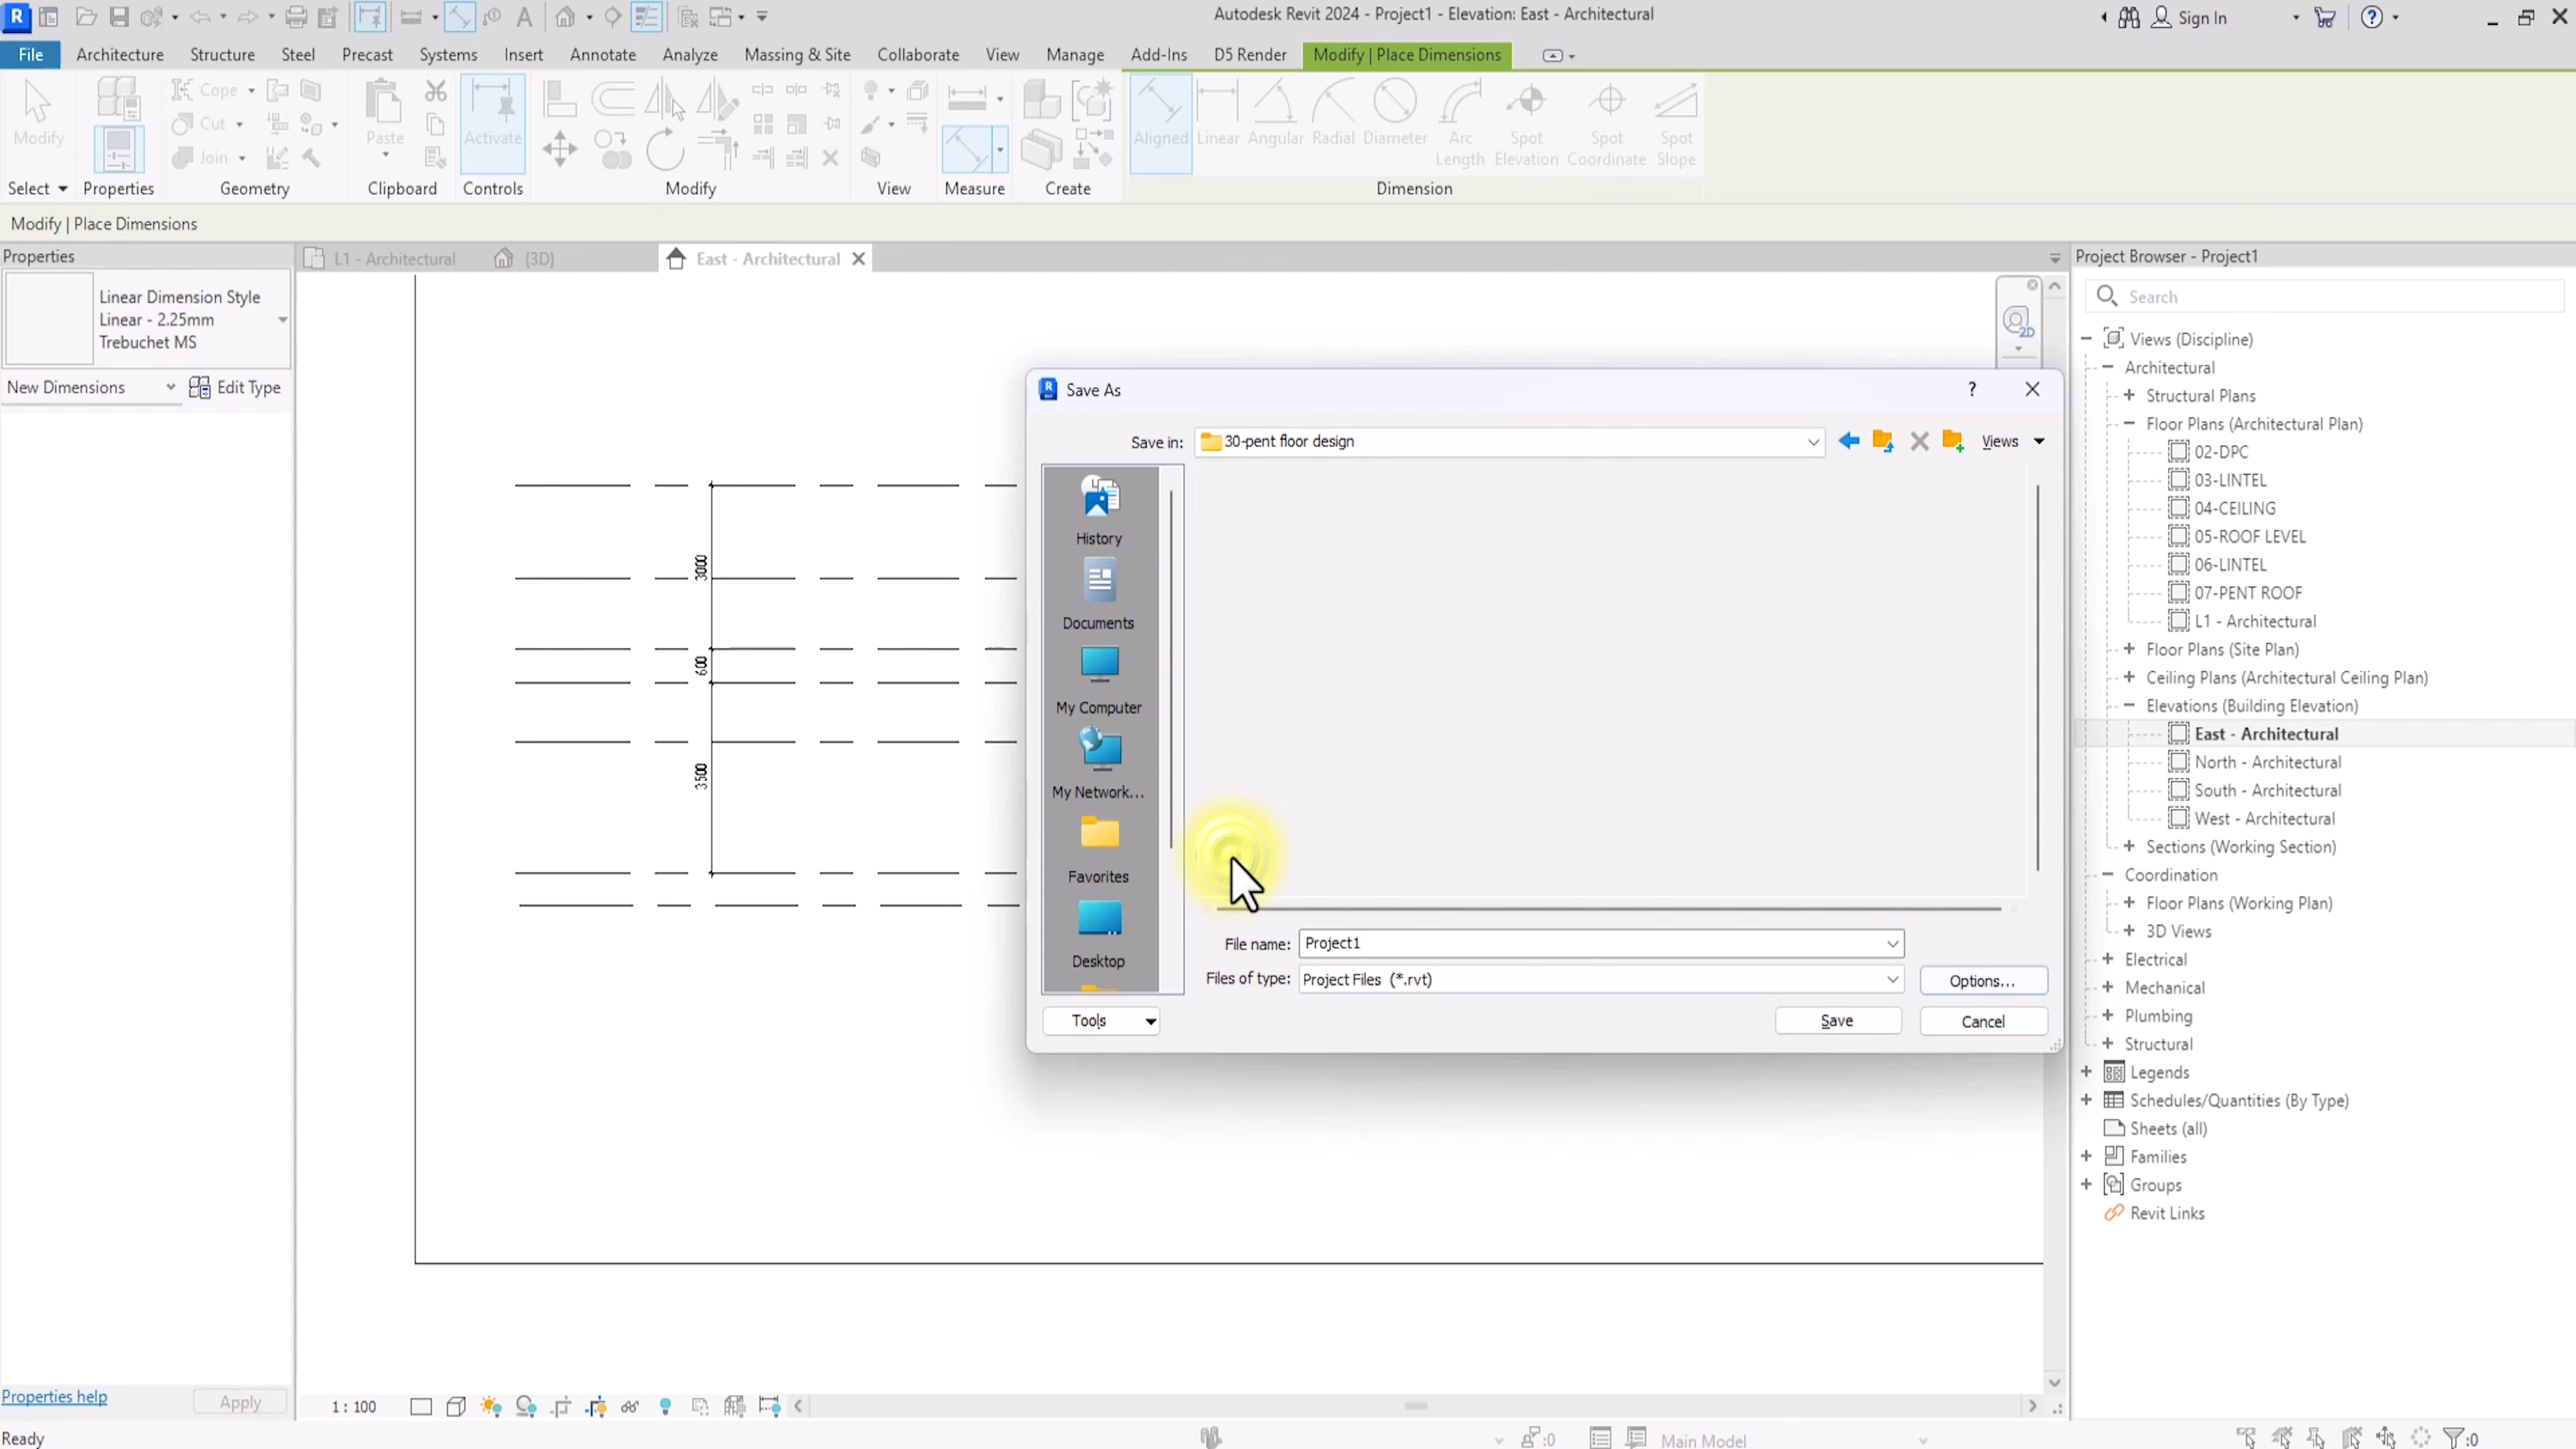 Autodesk Revit 2024 - Project1 - Elevation: East - Architectural
Sign In
File Architecture Structure Steel Precast Systems Insert Annotate Analyze Massing & Site Collaborate View Manage Add-Ins D5 Render Modify | Place Dimensions
Modify
Cope
Cut
Join
Paste
Activate
Aligned Linear Angular Radial Diameter Arc Length Spot Elevation Spot Coordinate Spot Slope
Select Properties Geometry Clipboard Controls Modify View Measure Create Dimension
Modify | Place Dimensions
Properties
Linear Dimension Style
Linear - 2.25mm
Trebuchet MS
New Dimensions
Edit Type
Properties help
Apply
L1 - Architectural {3D} East - Architectural
3000
600
3500
Save As
Save in: 30-pent floor design
Views
History
Documents
My Computer
My Network...
Favorites
Desktop
File name: Project1
Files of type: Project Files (*.rvt)
Options...
Tools
Save
Cancel
Project Browser - Project1
Search
Views (Discipline)
Architectural
Structural Plans
Floor Plans (Architectural Plan)
02-DPC
03-LINTEL
04-CEILING
05-ROOF LEVEL
06-LINTEL
07-PENT ROOF
L1 - Architectural
Floor Plans (Site Plan)
Ceiling Plans (Architectural Ceiling Plan)
Elevations (Building Elevation)
East - Architectural
North - Architectural
South - Architectural
West - Architectural
Sections (Working Section)
Coordination
Floor Plans (Working Plan)
3D Views
Electrical
Mechanical
Plumbing
Structural
Legends
Schedules/Quantities (By Type)
Sheets (all)
Families
Groups
Revit Links
1 : 100
Ready
:0
Main Model
:0